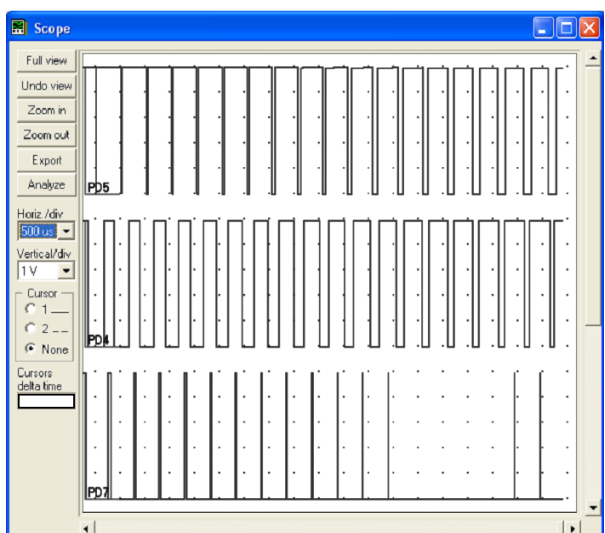 Scope
Full view
Undo view
Zoom in
Zoom out
Export
Analyze
Horiz./div
500 us
Vertical/div
1 V
Cursor
1 ___
2 _ _
None
Cursors
delta time
PD5
PD4
PD7